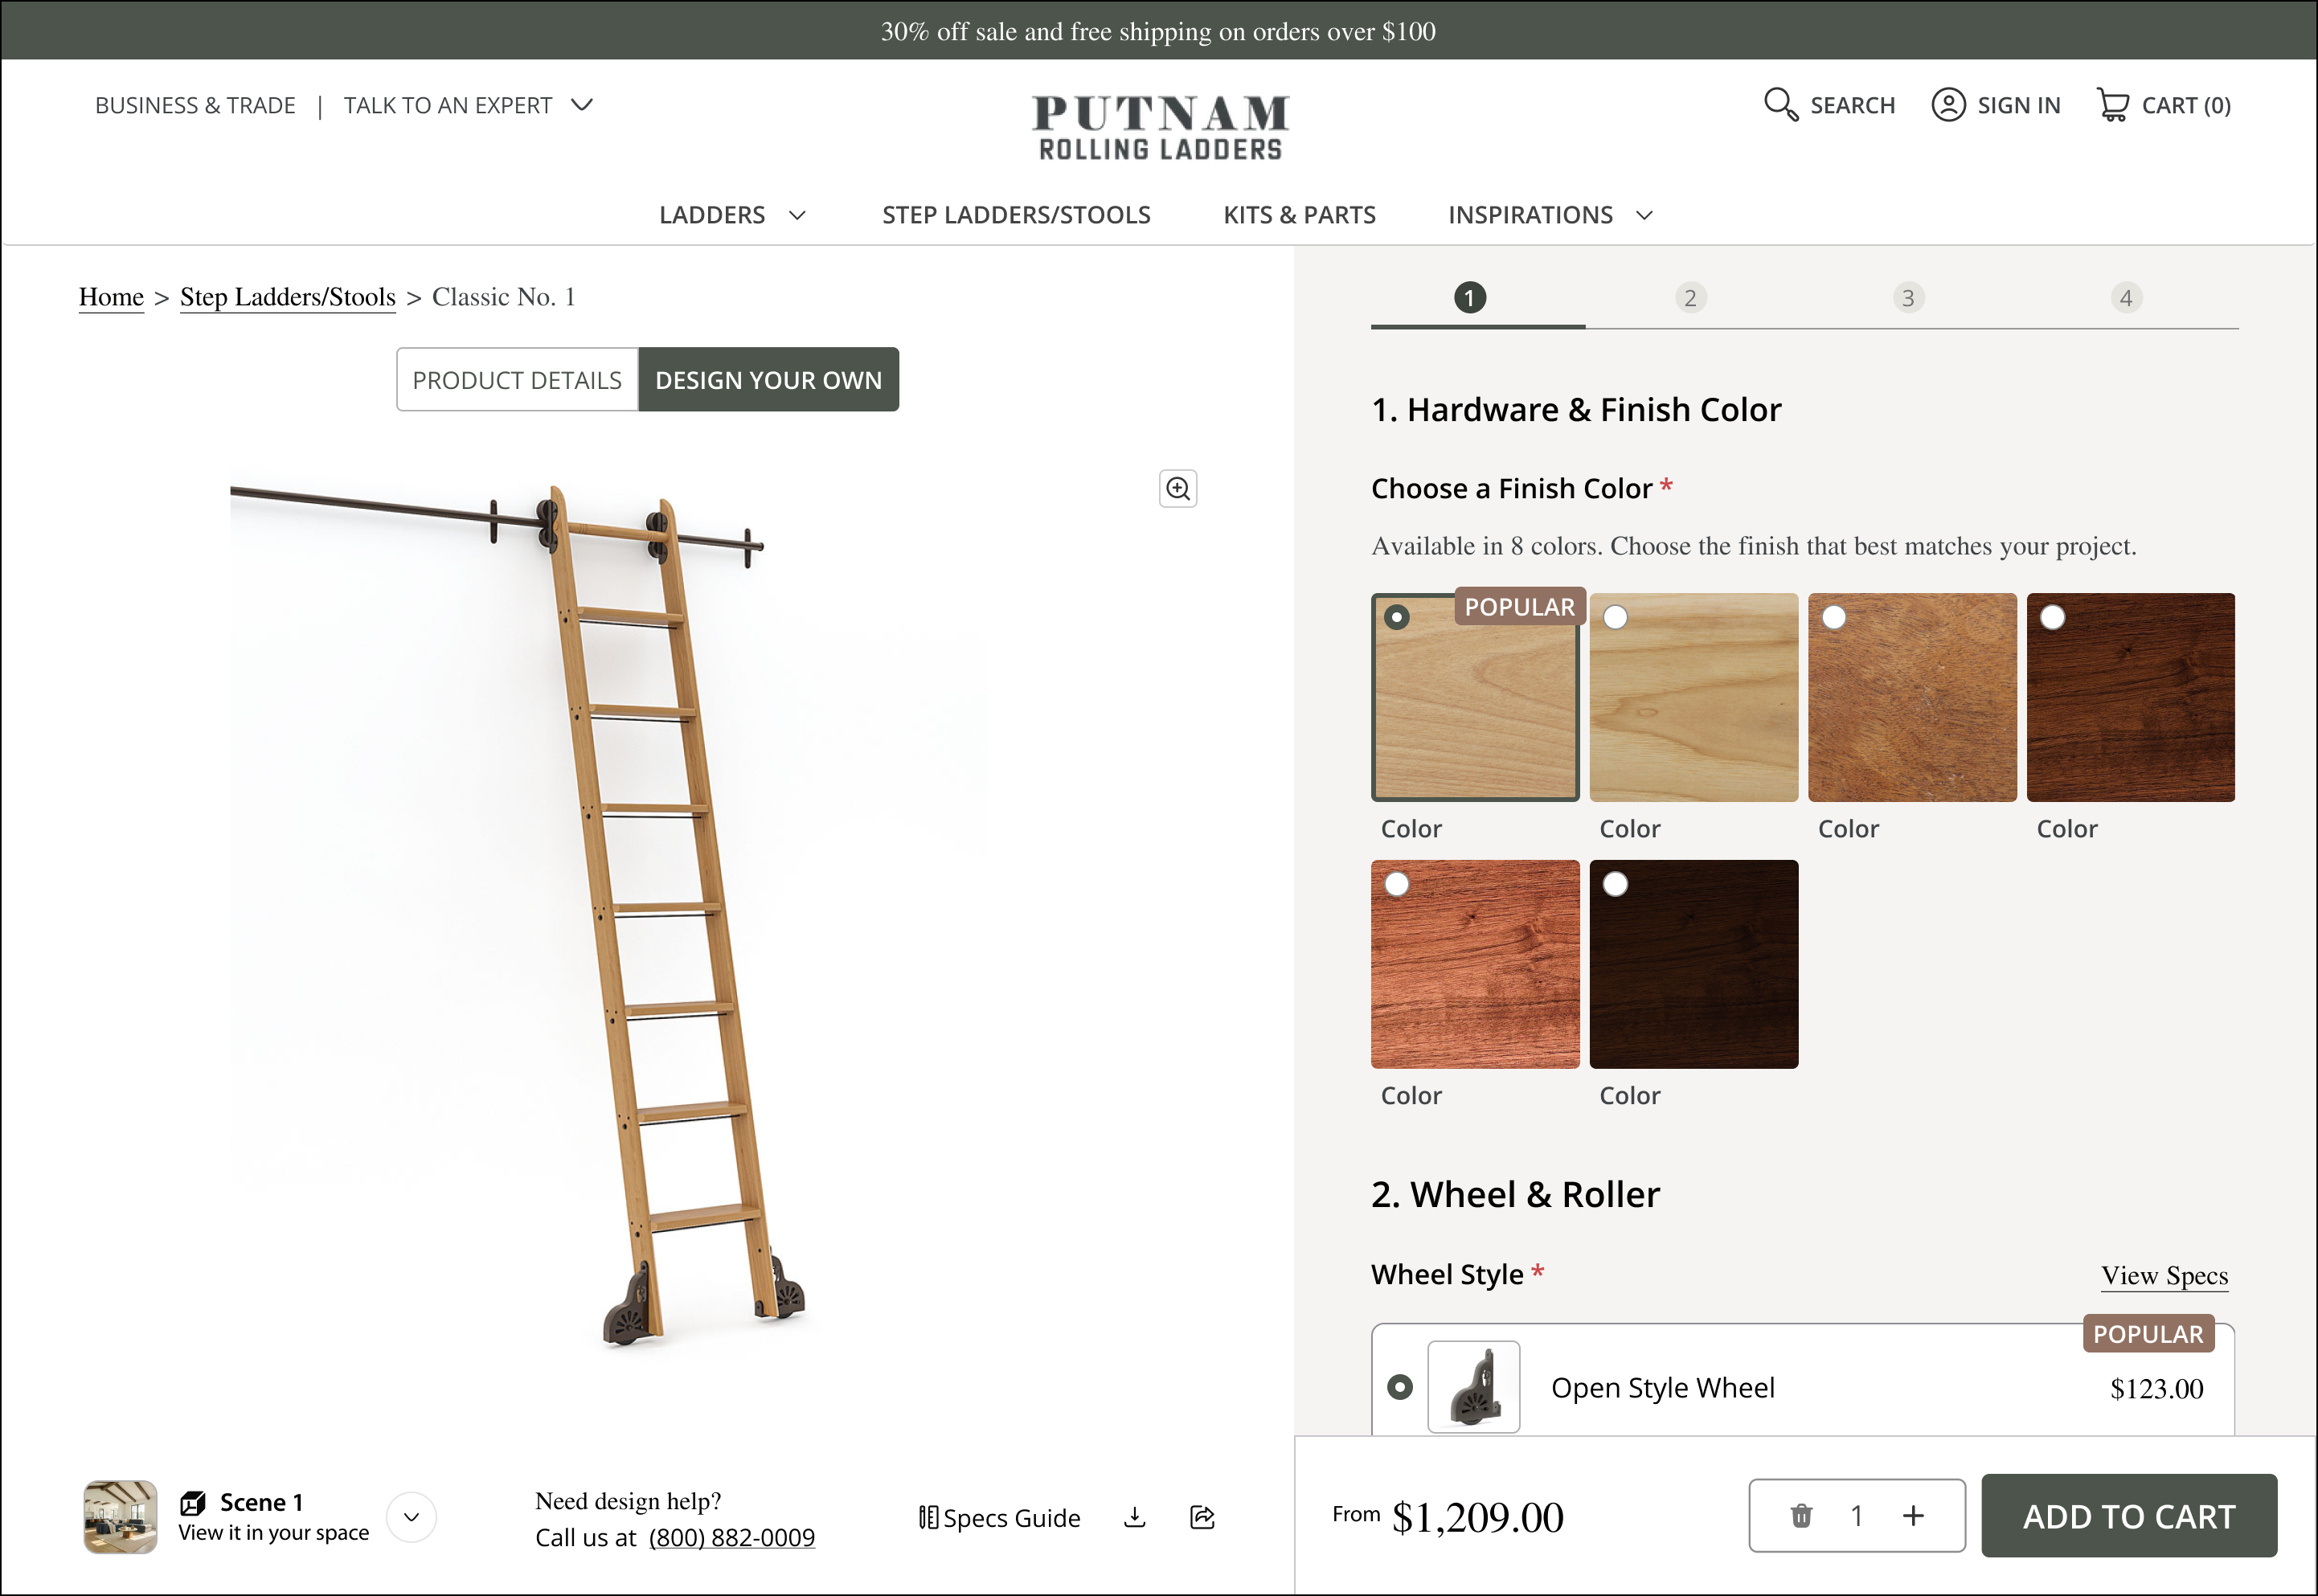 30% off sale and free shipping on orders over $100
BUSINESS & TRADE | TALK TO AN EXPERT
PUTNAM
ROLLING LADDERS
SEARCH SIGN IN CART (0)
LADDERS STEP LADDERS/STOOLS KITS & PARTS INSPIRATIONS
Home > Step Ladders/Stools > Classic No. 1
PRODUCT DETAILS DESIGN YOUR OWN
1 2 3 4
1. Hardware & Finish Color
Choose a Finish Color *
Available in 8 colors. Choose the finish that best matches your project.
POPULAR
Color Color Color Color
Color Color
2. Wheel & Roller
Wheel Style * View Specs
POPULAR
Open Style Wheel $123.00
Scene 1
View it in your space
Need design help?
Call us at (800) 882-0009
Specs Guide
From $1,209.00
1
ADD TO CART